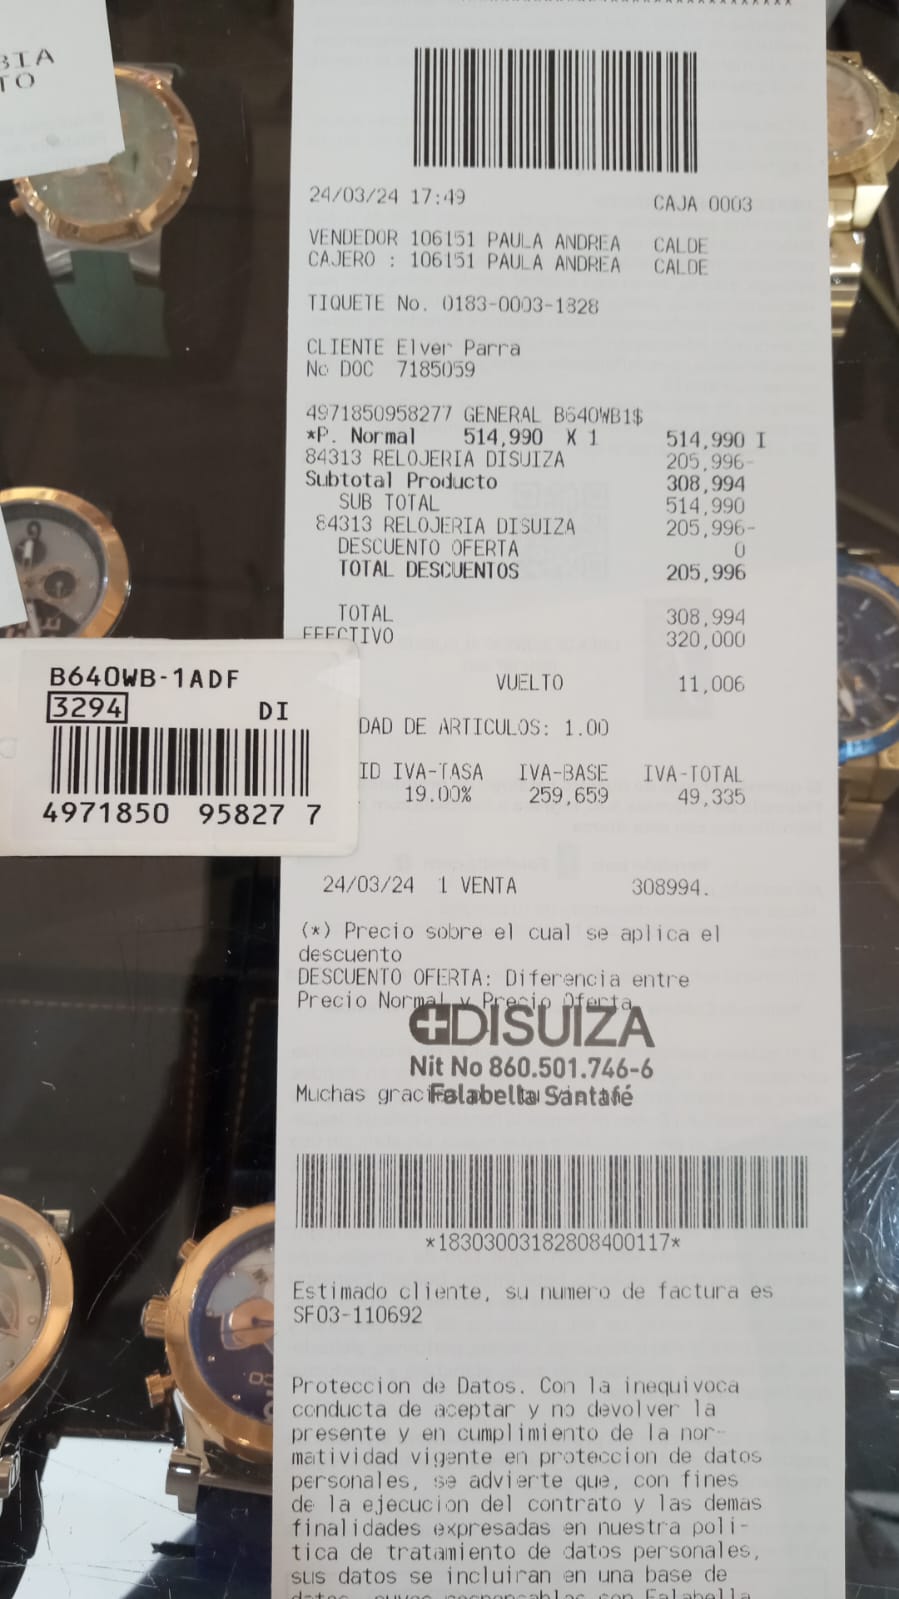 BIA
TO
24/03/24 17:49 CAJA 0003
VENDEDOR 106151 PAULA ANDREA CALDE
CAJERO : 106151 PAULA ANDREA CALDE
TIQUETE No. 0183-0003-1828
CLIENTE Elver Parra
No DOC 7185059
4971850958277 GENERAL B640WB1$
*P. Normal 514,990 X 1 514,990 I
84313 RELOJERIA DISUIZA 205,996-
Subtotal Producto 308,994
SUB TOTAL 514,990
84313 RELOJERIA DISUIZA 205,996-
DESCUENTO OFERTA 0
TOTAL DESCUENTOS 205,996
TOTAL 308,994
EFECTIVO 320,000
VUELTO 11,006
DAD DE ARTICULOS: 1.00
ID IVA-TASA IVA-BASE IVA-TOTAL
19.00% 259,659 49,335
B640WB-1ADF
3294 DI
4971850 95827 7
24/03/24 1 VENTA 308994.
(*) Precio sobre el cual se aplica el
descuento
DESCUENTO OFERTA: Diferencia entre
Precio Normal y Precio Oferta
DISUIZA
Nit No 860.501.746-6
Falabella Santafé
Muchas graci
*18303003182808400117*
Estimado cliente, su numero de factura es
SF03-110692
Proteccion de Datos. Con la inequivoca
conducta de aceptar y no devolver la
presente y en cumplimiento de la nor-
matividad vigente en proteccion de datos
personales, se advierte que, con fines
de la ejecucion del contrato y las demas
finalidades expresadas en nuestra poli-
tica de tratamiento de datos personales,
sus datos se incluiran en una base de